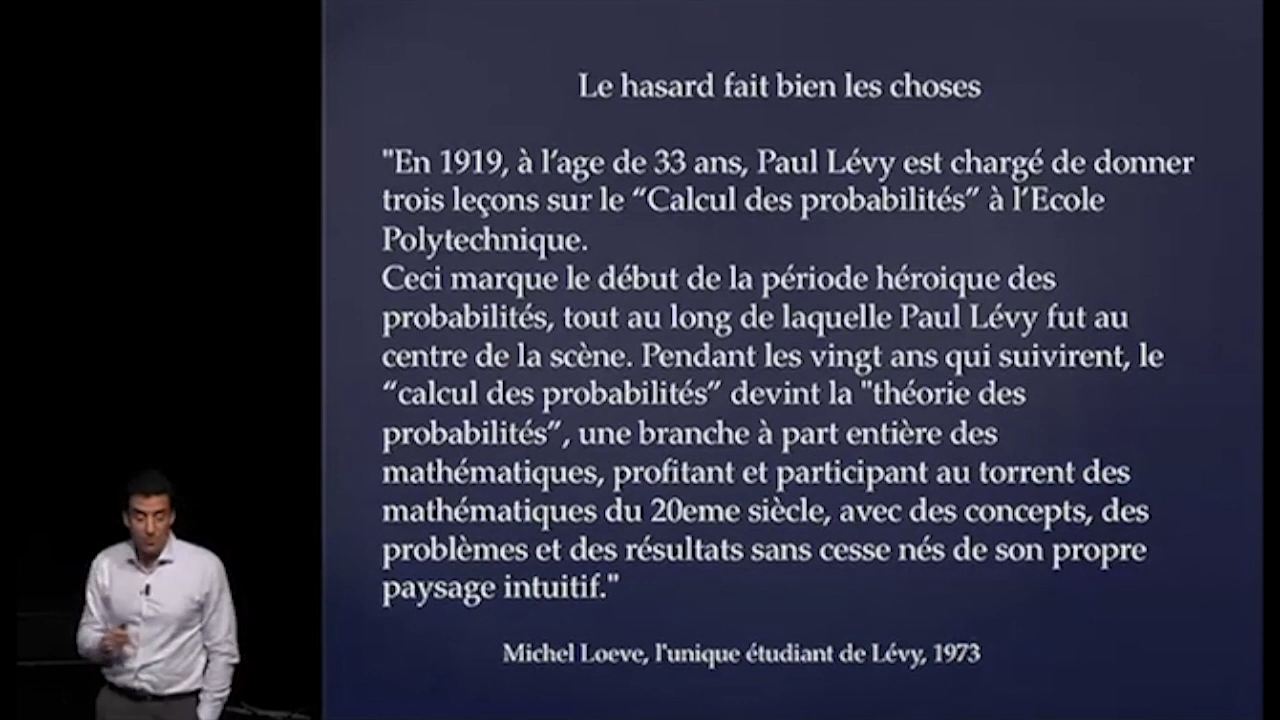 Le hasard fait bien les choses
"En 1919, à l’age de 33 ans, Paul Lévy est chargé de donner
trois leçons sur le “Calcul des probabilités” à l’Ecole
Polytechnique.
Ceci marque le début de la période héroique des
probabilités, tout au long de laquelle Paul Lévy fut au
centre de la scène. Pendant les vingt ans qui suivirent, le
“calcul des probabilités” devint la "théorie des
probabilités”, une branche à part entière des
mathématiques, profitant et participant au torrent des
mathématiques du 20eme siècle, avec des concepts, des
problèmes et des résultats sans cesse nés de son propre
paysage intuitif."
Michel Loeve, l'unique étudiant de Lévy, 1973